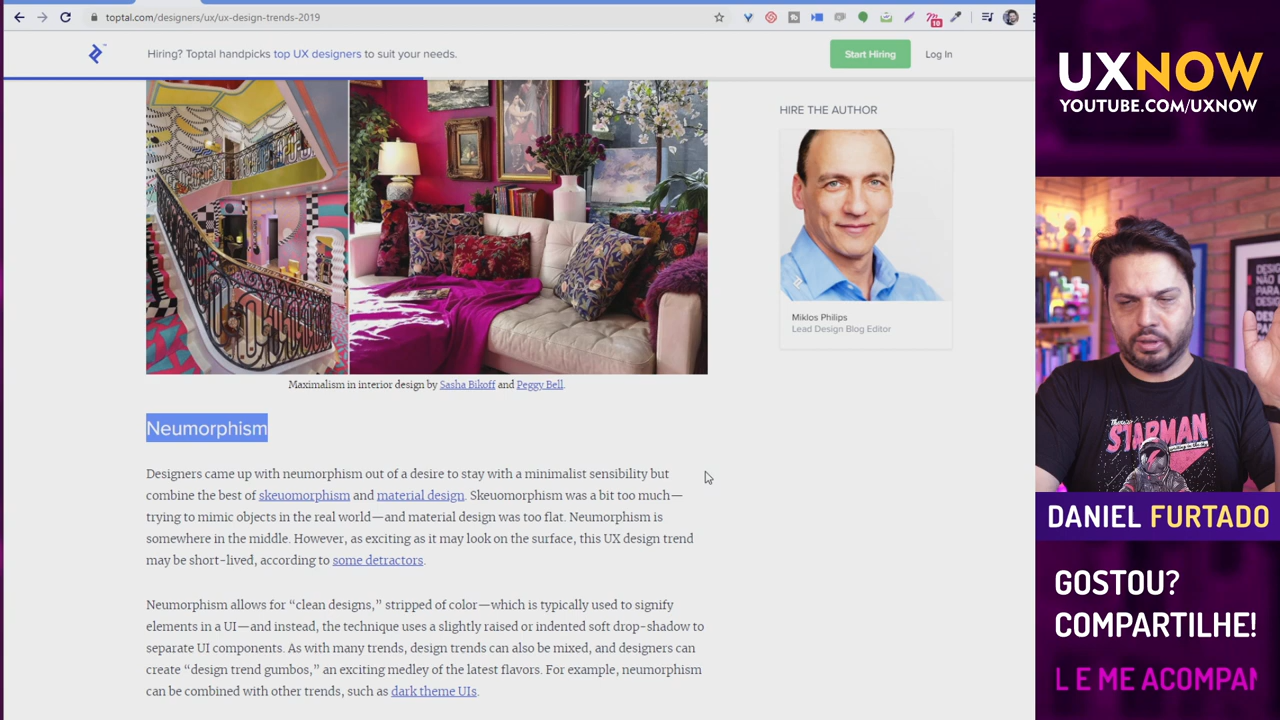 toptal.com/designers/ux/ux-design-trends-2019
10
Hiring? Toptal handpicks top UX designers to suit your needs.
Start Hiring
Log In
HIRE THE AUTHOR
Miklos Philips
Lead Design Blog Editor
Maximalism in interior design by Sasha Bikoff and Peggy Bell.
Neumorphism
Designers came up with neumorphism out of a desire to stay with a minimalist sensibility but
combine the best of skeuomorphism and material design. Skeuomorphism was a bit too much—
trying to mimic objects in the real world—and material design was too flat. Neumorphism is
somewhere in the middle. However, as exciting as it may look on the surface, this UX design trend
may be short-lived, according to some detractors.
Neumorphism allows for “clean designs,” stripped of color—which is typically used to signify
elements in a UI—and instead, the technique uses a slightly raised or indented soft drop-shadow to
separate UI components. As with many trends, design trends can also be mixed, and designers can
create “design trend gumbos,” an exciting medley of the latest flavors. For example, neumorphism
can be combined with other trends, such as dark theme UIs.
UXNOW
YOUTUBE.COM/UXNOW
STARMAN
DANIEL FURTADO
GOSTOU?
COMPARTILHE!
L E ME ACOMPAN